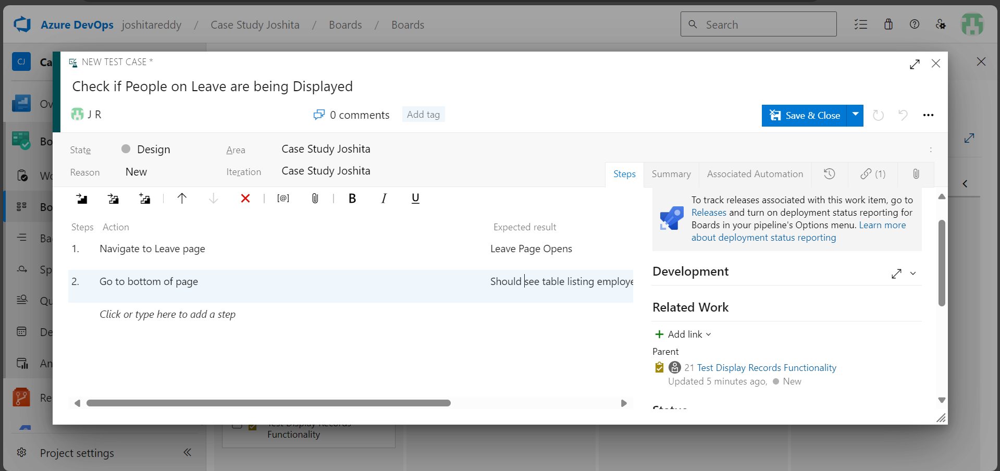 Azure DevOps joshitareddy / Case Study Joshita / Boards / Boards
Search
CJ Ca
NEW TEST CASE *
Check if People on Leave are being Displayed
J R
0 comments
Add tag
Save & Close
State Design
Area Case Study Joshita
Reason New
Iteration Case Study Joshita
Steps Summary Associated Automation (1)
[@] B I U
Steps Action Expected result
1. Navigate to Leave page Leave Page Opens
2. Go to bottom of page Should see table listing employe
Click or type here to add a step
To track releases associated with this work item, go to
Releases and turn on deployment status reporting for
Boards in your pipeline's Options menu. Learn more
about deployment status reporting
Development
Related Work
Add link
Parent
21 Test Display Records Functionality
Updated 5 minutes ago, New
Status
Ov
Bo
Wo
Bo
Ba
Sp
Qu
De
An
Re
Test Display Records
Functionality
Project settings